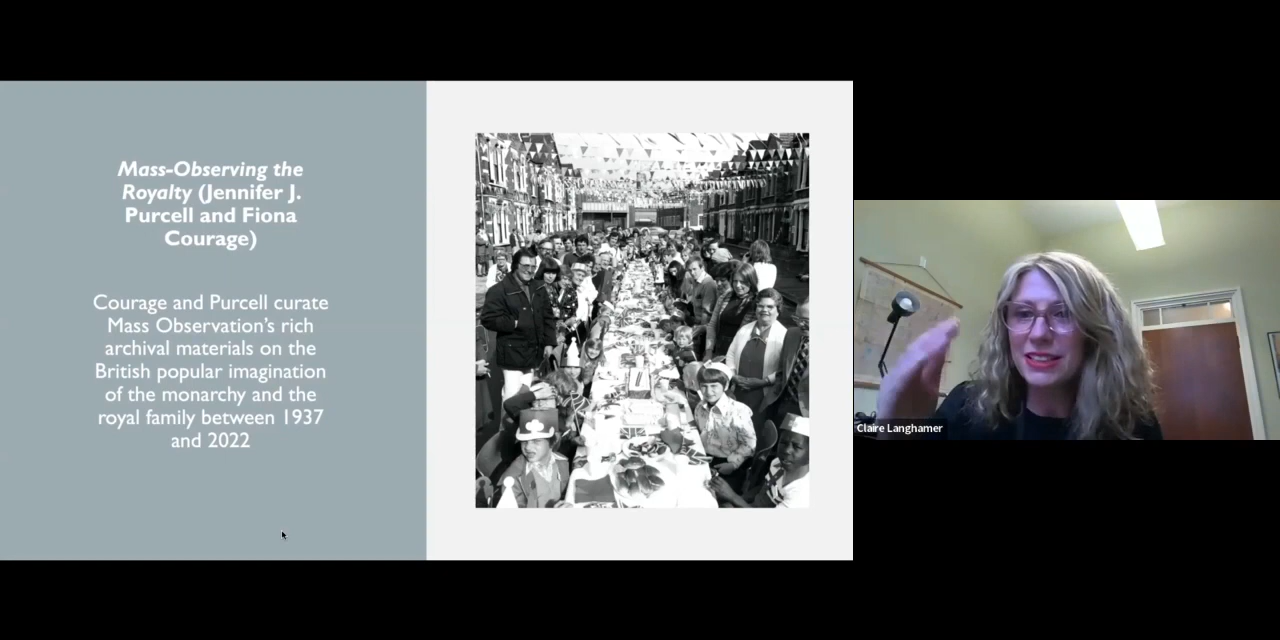 Mass-Observing the
Royalty (Jennifer J.
Purcell and Fiona
Courage)
Courage and Purcell curate
Mass Observation’s rich
archival materials on the
British popular imagination
of the monarchy and the
royal family between 1937
and 2022
Claire Langhamer